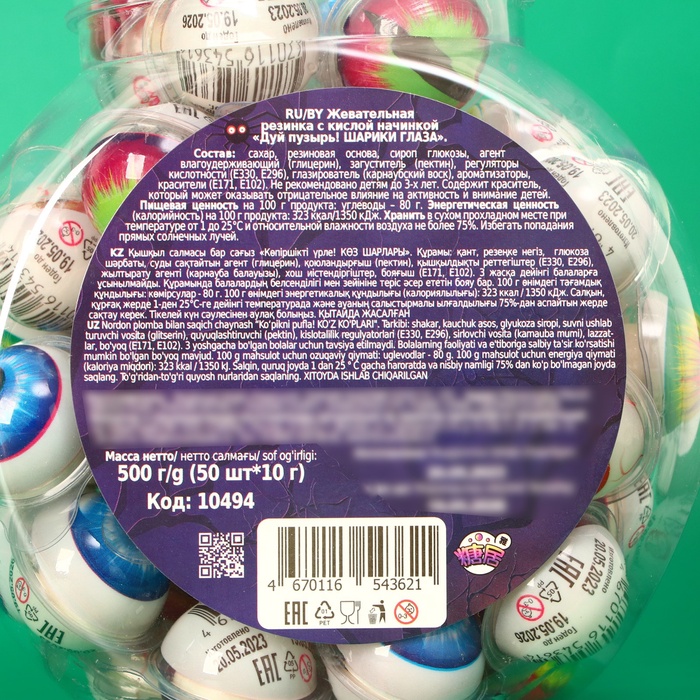 RU/BY Жевательная
резинка с кислой начинкой
«Дуй пузырь! ШАРИКИ ГЛАЗА».
Состав: сахар, резиновая основа, сироп глюкозы, агент
влагоудерживающий (глицерин), загуститель (пектин), регуляторы
кислотности (Е330, Е296), глазирователь (карнаубский воск), ароматизаторы,
красители (Е171, Е102). Не рекомендовано детям до 3-х лет. Содержит краситель,
который может оказывать отрицательное влияние на активность и внимание детей.
Пищевая ценность на 100 г продукта: углеводы - 80 г. Энергетическая ценность
(калорийность) на 100 г продукта: 323 ккал/1350 кДж. Хранить в сухом прохладном месте при
температуре от 1 до 25°С и относительной влажности воздуха не более 75%. Избегать попадания
прямых солнечных лучей.
KZ Қышқыл салмасы бар сағыз «Көпіршікті үрле! КӨЗ ШАРЛАРЫ». Құрамы: қант, резеңке негіз, глюкоза
шәрбаты, суды сақтайтын агент (глицерин), қоюландырғыш (пектин), қышқылдықты реттегіштер (Е330, Е296),
жылтырату агенті (карнауба балауызы), хош иістендіргіштер, бояғыш (Е171, Е102). 3 жасқа дейінгі балаларға
ұсынылмайды. Құрамында балалардың белсенділігі мен зейініне теріс әсер ететін бояу бар. 100 г өнімдегі тағамдық
құндылығы: көмірсулар - 80 г. 100 г өнімдегі энергетикалық құндылығы (калориялылығы): 323 ккал / 1350 кДж. Салқын,
құрғақ жерде 1-ден 25°С-ге дейінгі температурада және ауаның салыстырмалы ылғалдылығы 75%-дан аспайтын жерде
сақтау керек. Тікелей күн сәулесінен аулақ болыңыз. ҚЫТАЙДА ЖАСАЛҒАН
UZ Nordon plomba bilan saqich chaynash "Ko'pikni pufla! KO'Z KO'PLARI". Tarkibi: shakar, kauchuk asos, glyukoza siropi, suvni ushlab
turuvchi vosita (glitserin), quyuqlashtiruvchi (pektin), kislotalilik regulyatorlari (E330, E296), sirlovchi vosita (karnauba mumi), lazzat-
lar, bo'yoq (E171, E102). 3 yoshgacha bo'lgan bolalar uchun tavsiya etilmaydi. Bolalarning faoliyati va e'tiboriga salbiy ta'sir ko'rsatishi
mumkin bo'lgan bo'yoq mavjud. 100 g mahsulot uchun ozuqaviy qiymati: uglevodlar - 80 g. 100 g mahsulot uchun energiya qiymati
(kaloriya miqdori): 323 kkal / 1350 kJ. Salqin, quruq joyda 1 dan 25 ° C gacha haroratda va nisbiy namligi 75% dan ko'p bo'lmagan joyda
saqlang. To'g'ridan-to'g'ri quyosh nurlaridan saqlaning. XITOYDA ISHLAB CHIQARILGAN
Масса нетто/ нетто салмағы/ sof og'irligi:
500 г/g (50 шт*10 г)
Код: 10494
糖居
4 670116 543621
EAC
01
PET
0-3
20.05.2023
19.05.2026